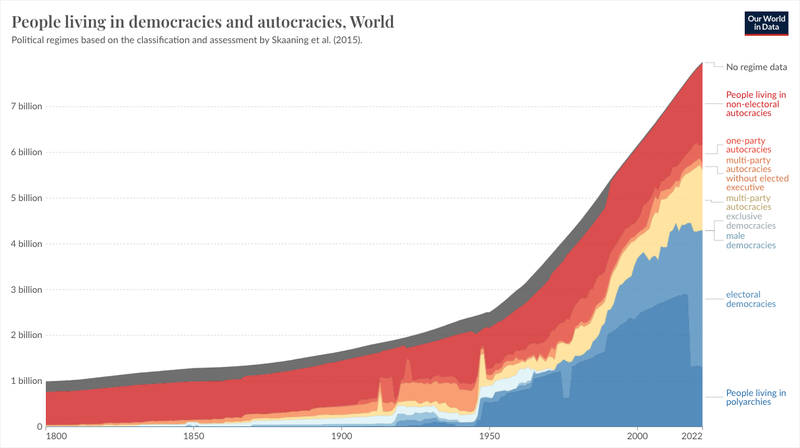 People living in democracies and autocracies, World
Political regimes based on the classification and assessment by Skaaning et al. (2015).
Our World
in Data
No regime data
7 billion
People living in
non-electoral
autocracies
6 billion
one-party
autocracies
multi-party
autocracies
without elected
executive
5 billion
multi-party
autocracies
exclusive
democracies
4 billion
male
democracies
3 billion
electoral
democracies
2 billion
1 billion
People living in
polyarchies
0
1800
1850
1900
1950
2000
2022